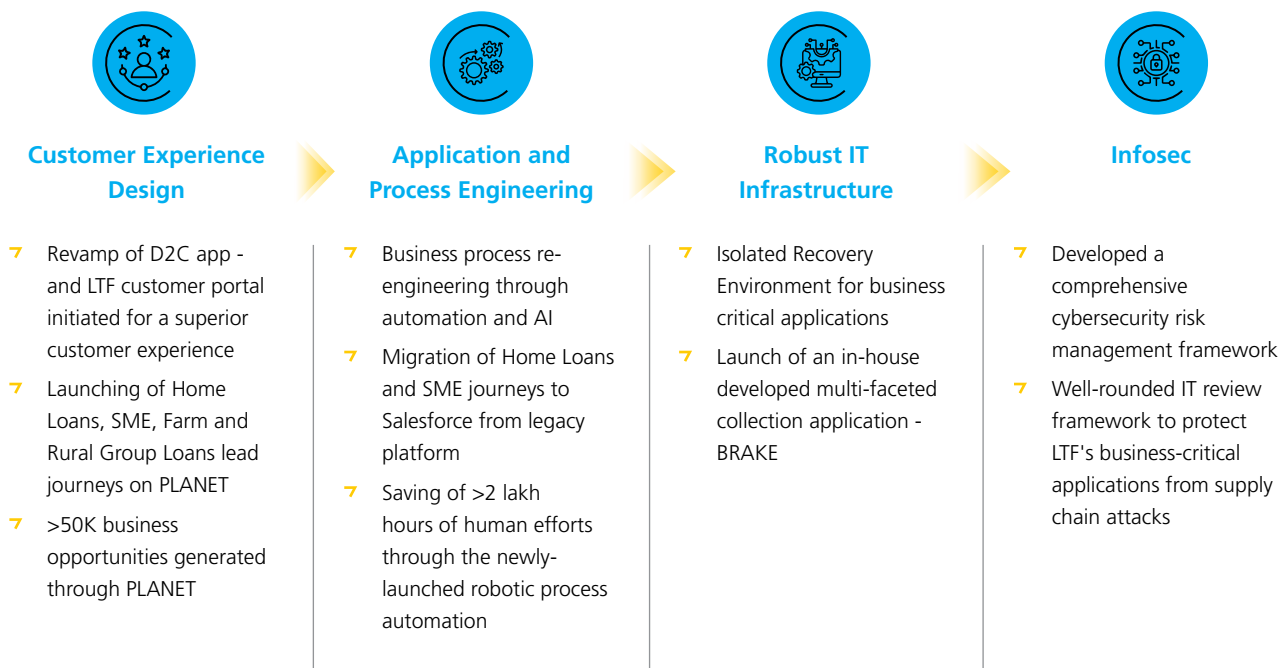 Customer Experience
Design
Revamp of D2C app -
and LTF customer portal
initiated for a superior
customer experience
Launching of Home
Loans, SME, Farm and
Rural Group Loans lead
journeys on PLANET
>50K business
opportunities generated
through PLANET
Application and
Process Engineering
Business process re-
engineering through
automation and AI
Migration of Home Loans
and SME journeys to
Salesforce from legacy
platform
Saving of >2 lakh
hours of human efforts
through the newly-
launched robotic process
automation
Robust IT
Infrastructure
Isolated Recovery
Environment for business
critical applications
Launch of an in-house
developed multi-faceted
collection application -
BRAKE
Infosec
Developed a
comprehensive
cybersecurity risk
management framework
Well-rounded IT review
framework to protect
LTF's business-critical
applications from supply
chain attacks